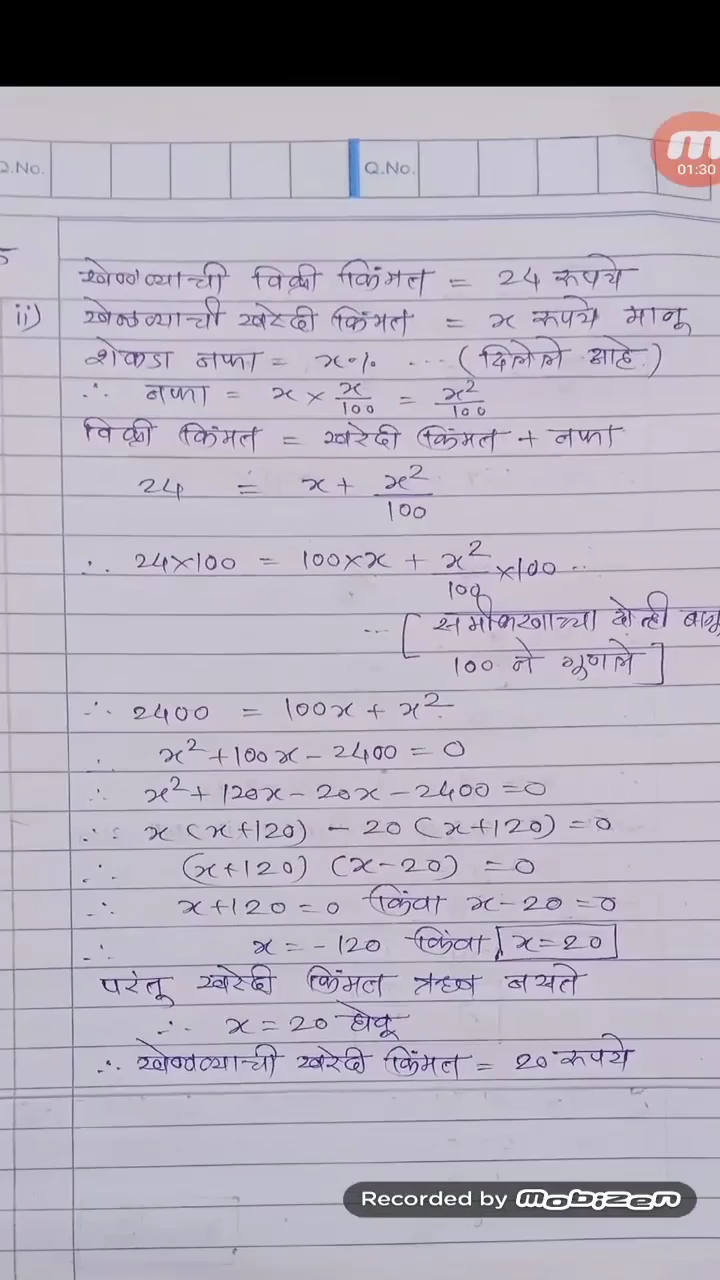 01:30
Q.No. Q.No.
5
खेळण्याची विक्री किंमत = 24 रूपये
ii) खेळण्याची खरेदी किंमत = x रूपये मानू
शेकडा नफा = x% ... (दिलेले आहे)
∴ नफा = x × x/100 = x²/100
विक्री किंमत = खरेदी किंमत + नफा
24 = x + x²/100
∴ 24×100 = 100×x + x²/100 ×100 ..
... [समीकरणाच्या दोन्ही बाजू
100 ने गुणले]
∴ 2400 = 100x + x²
∴ x² + 100x - 2400 = 0
∴ x² + 120x - 20x - 2400 = 0
∴ x (x+120) - 20 (x+120) = 0
∴ (x+120) (x-20) = 0
∴ x+120 = 0 किंवा x-20 = 0
∴ x = -120 किंवा x = 20
परंतू खरेदी किंमत ऋण नसते
∴ x = 20 घेवू
∴ खेळण्याची खरेदी किंमत = 20 रूपये
Recorded by mobizen